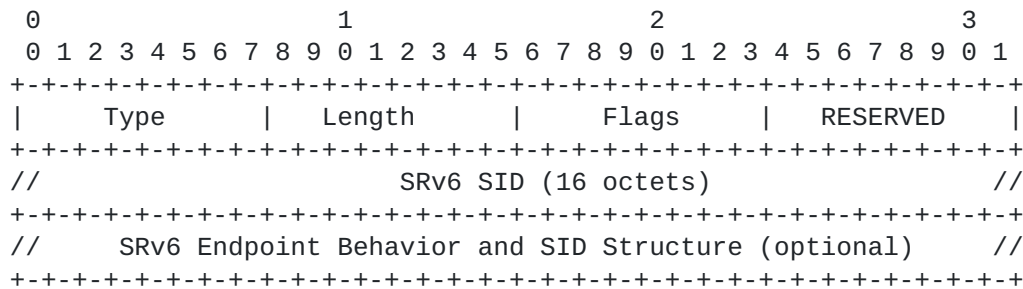 0                   1                   2                   3
 0 1 2 3 4 5 6 7 8 9 0 1 2 3 4 5 6 7 8 9 0 1 2 3 4 5 6 7 8 9 0 1
+-+-+-+-+-+-+-+-+-+-+-+-+-+-+-+-+-+-+-+-+-+-+-+-+-+-+-+-+-+-+-+-+
|     Type      |   Length      |     Flags     |   RESERVED    |
+-+-+-+-+-+-+-+-+-+-+-+-+-+-+-+-+-+-+-+-+-+-+-+-+-+-+-+-+-+-+-+-+
//                       SRv6 SID (16 octets)                  //
+-+-+-+-+-+-+-+-+-+-+-+-+-+-+-+-+-+-+-+-+-+-+-+-+-+-+-+-+-+-+-+-+
//     SRv6 Endpoint Behavior and SID Structure (optional)     //
+-+-+-+-+-+-+-+-+-+-+-+-+-+-+-+-+-+-+-+-+-+-+-+-+-+-+-+-+-+-+-+-+